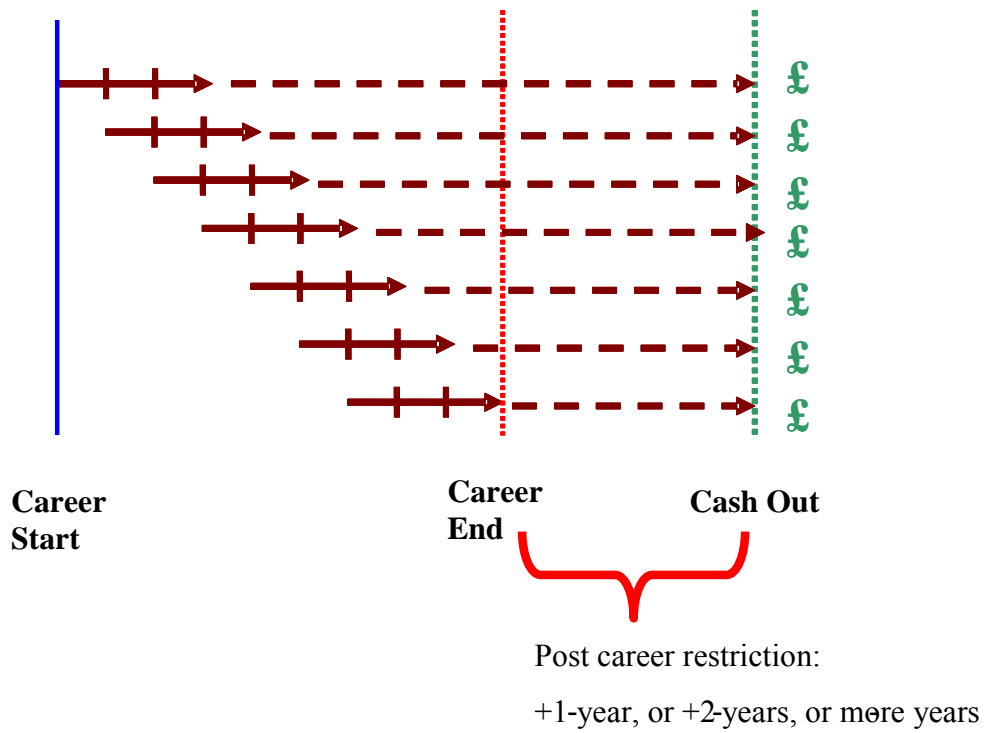 £
£
£
£
£
£
£
Career
Start
Career
End
Cash Out
Post career restriction:
+1-year, or +2-years, or more years